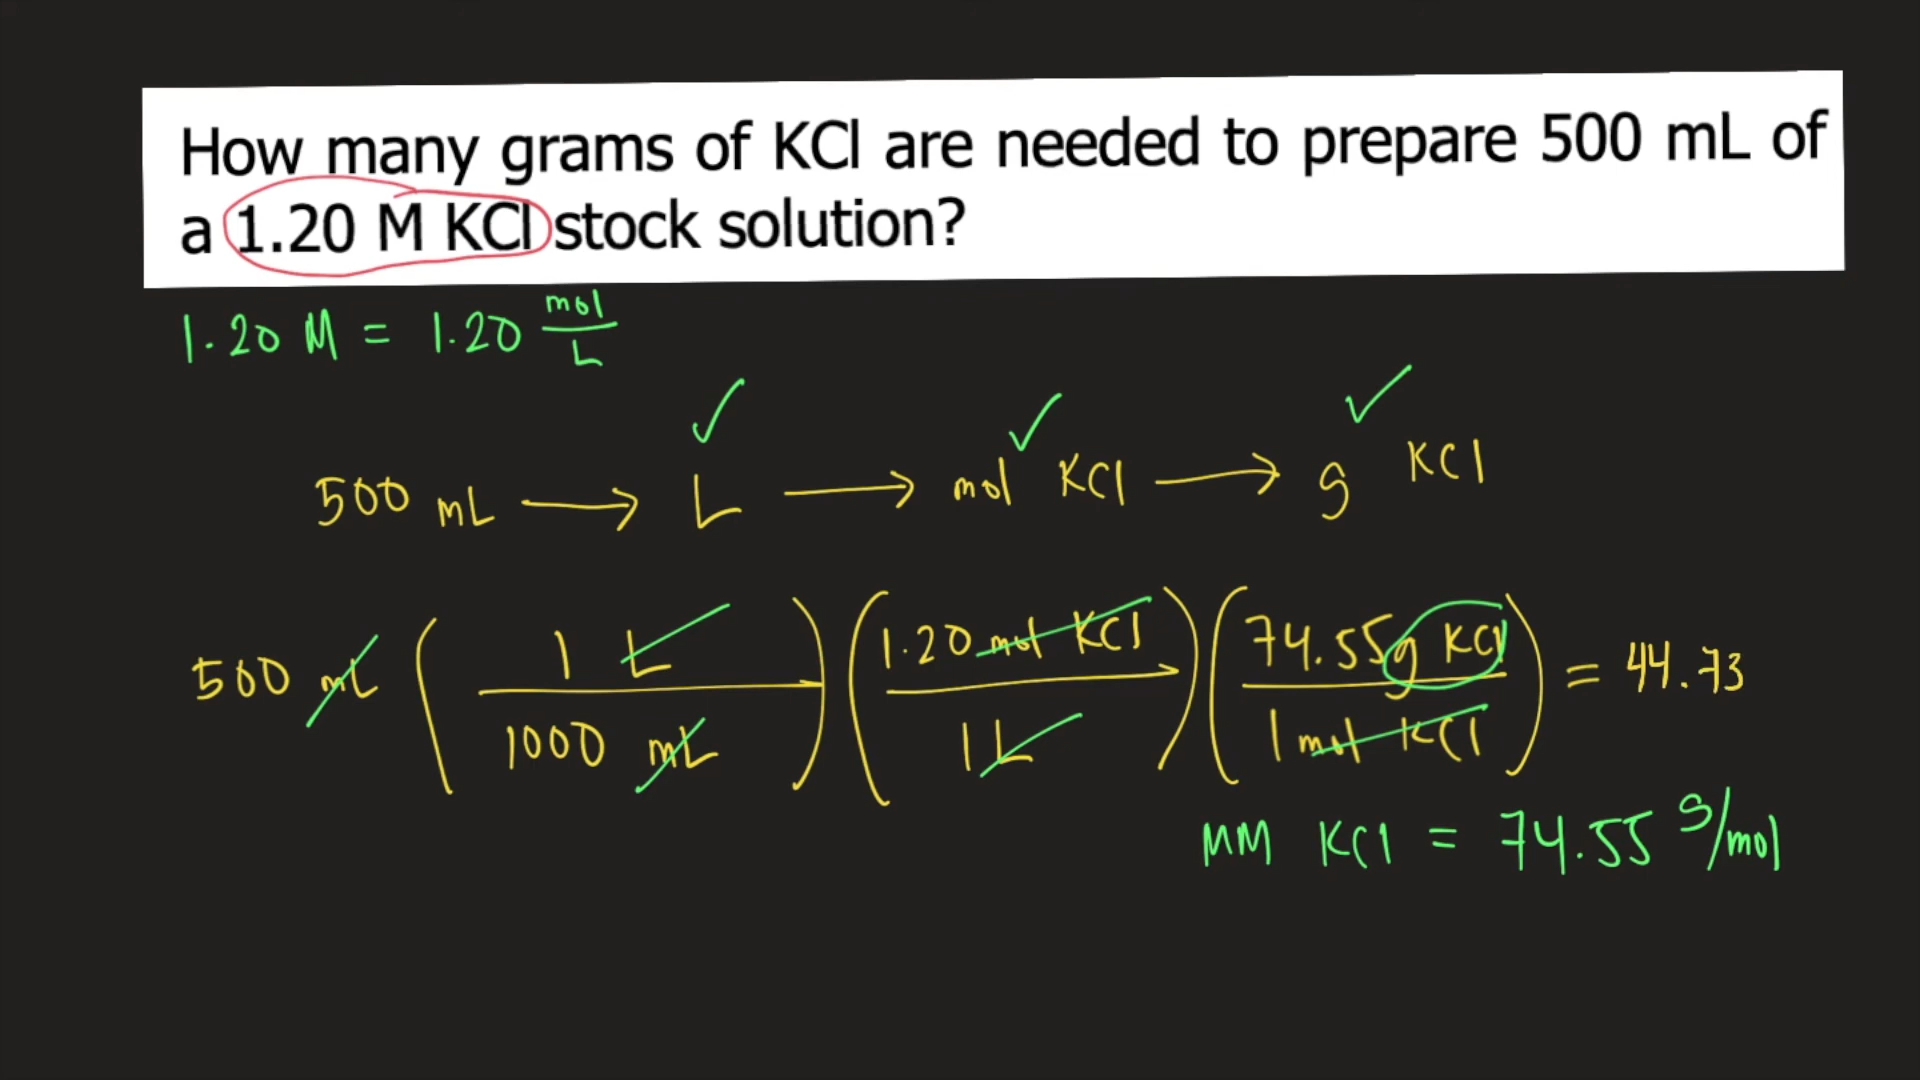 How many grams of KCl are needed to prepare 500 mL of
a 1.20 M KCl stock solution?
1.20 M = 1.20 mol/L
500 mL → L → mol KCl → g KCl
500 mL (1 L / 1000 mL) (1.20 mol KCl / 1 L) (74.55 g KCl / 1 mol KCl) = 44.73
MM KCl = 74.55 g/mol